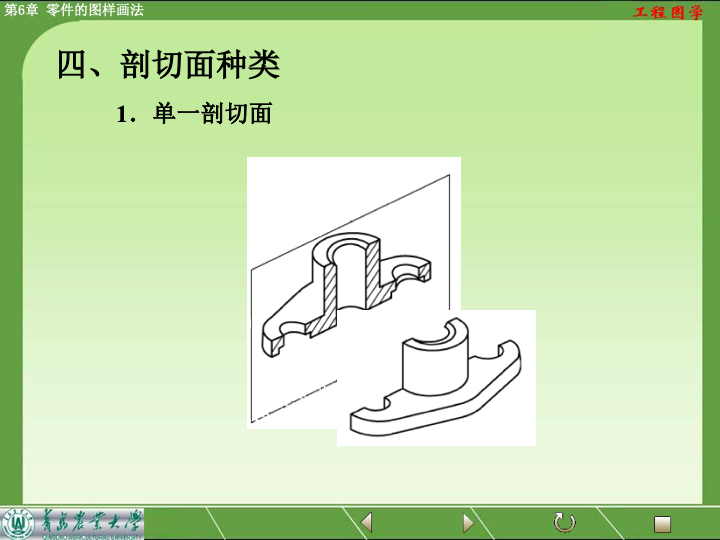 第6章 零件的图样画法
工程图学
四、剖切面种类
1．单一剖切面
青岛农业大学